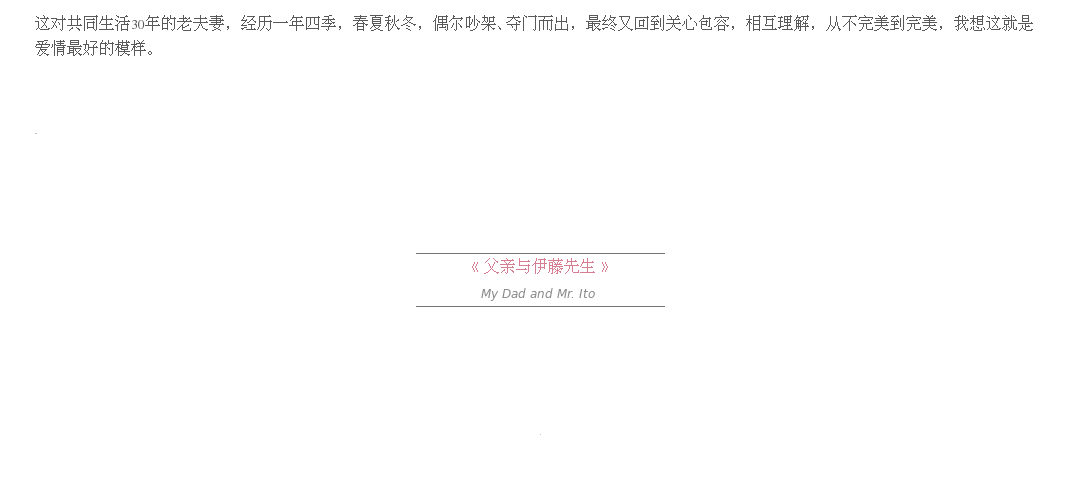 这对共同生活30年的老夫妻，经历一年四季，春夏秋冬，偶尔吵架、夺门而出，最终又回到关心包容，相互理解，从不完美到完美，我想这就是
爱情最好的模样。
《 父亲与伊藤先生 》
My Dad and Mr. Ito